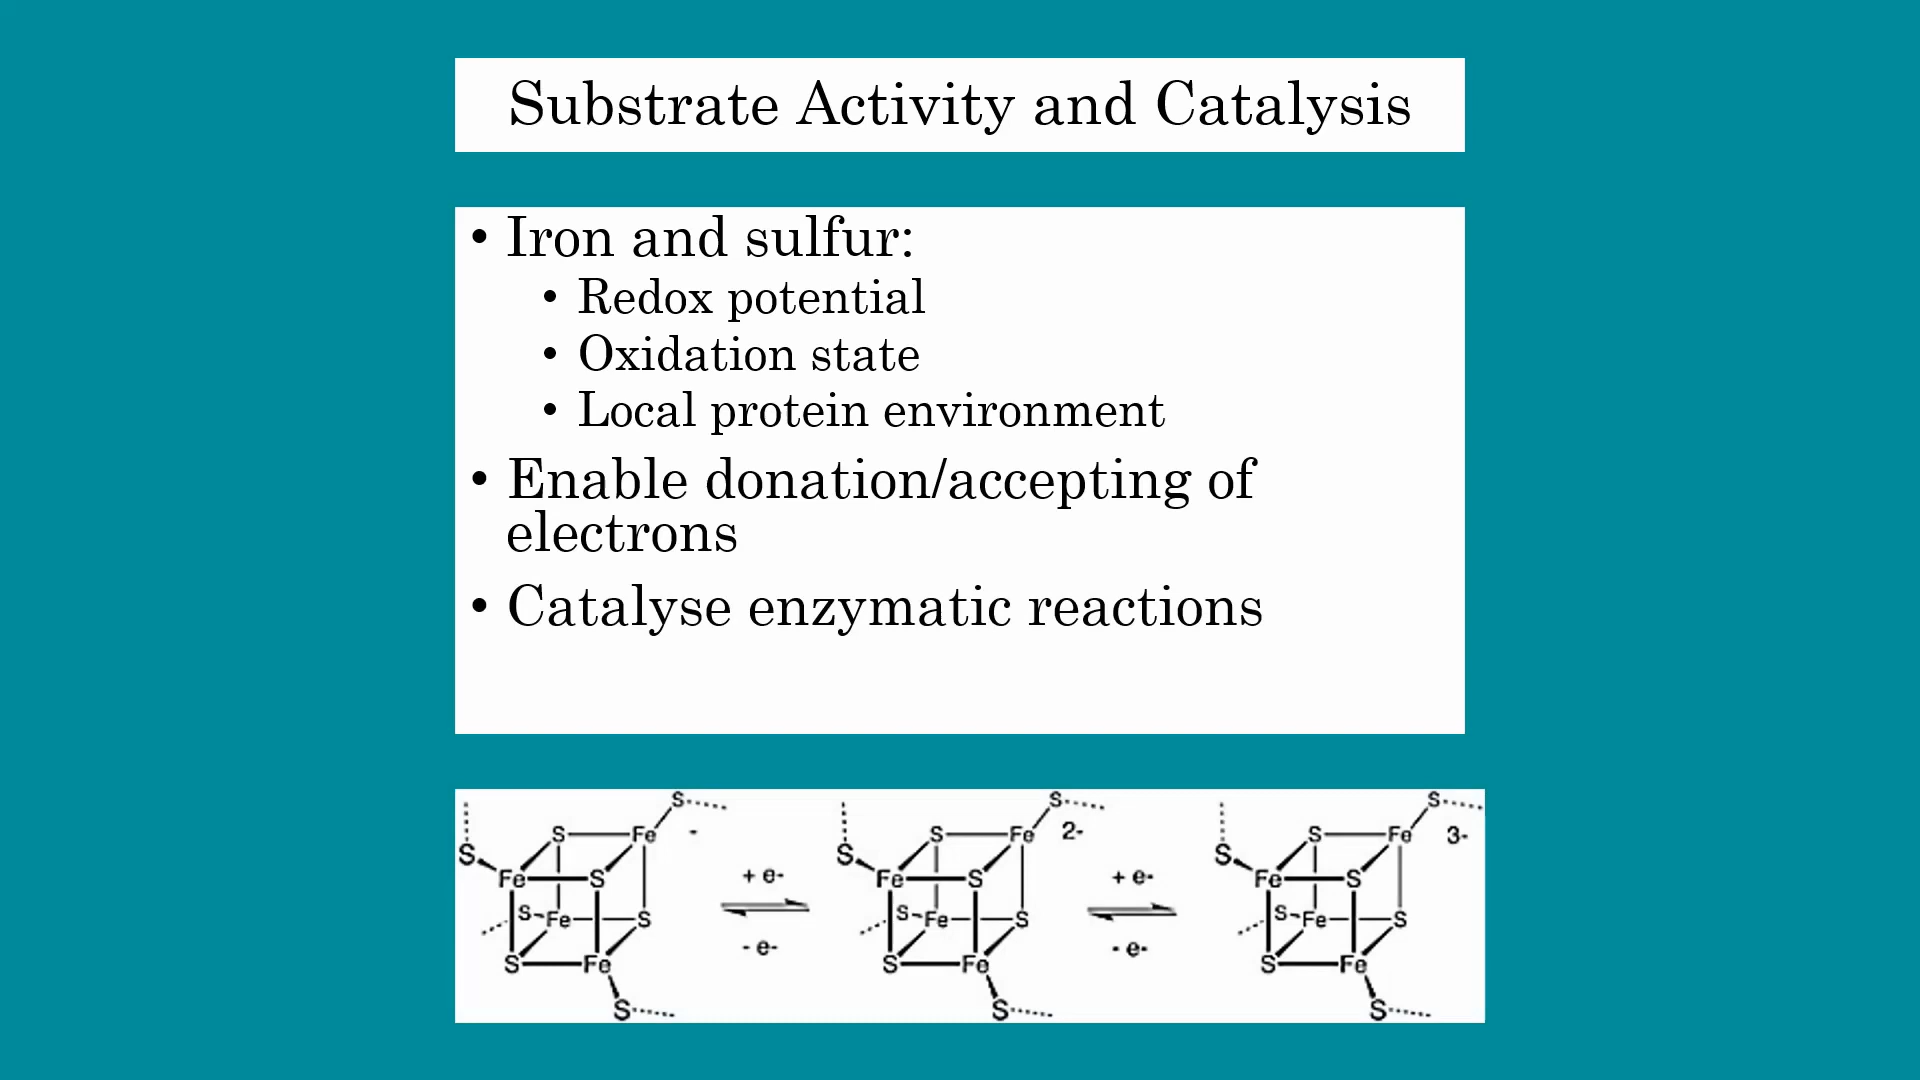 Substrate Activity and Catalysis
• Iron and sulfur:
• Redox potential
• Oxidation state
• Local protein environment
• Enable donation/accepting of
electrons
• Catalyse enzymatic reactions
S S S
S Fe - S Fe 2- S Fe 3-
S Fe S + e- S Fe S + e- S Fe S
S Fe S S Fe S S Fe S
- e- - e-
S Fe S Fe S Fe
S S S